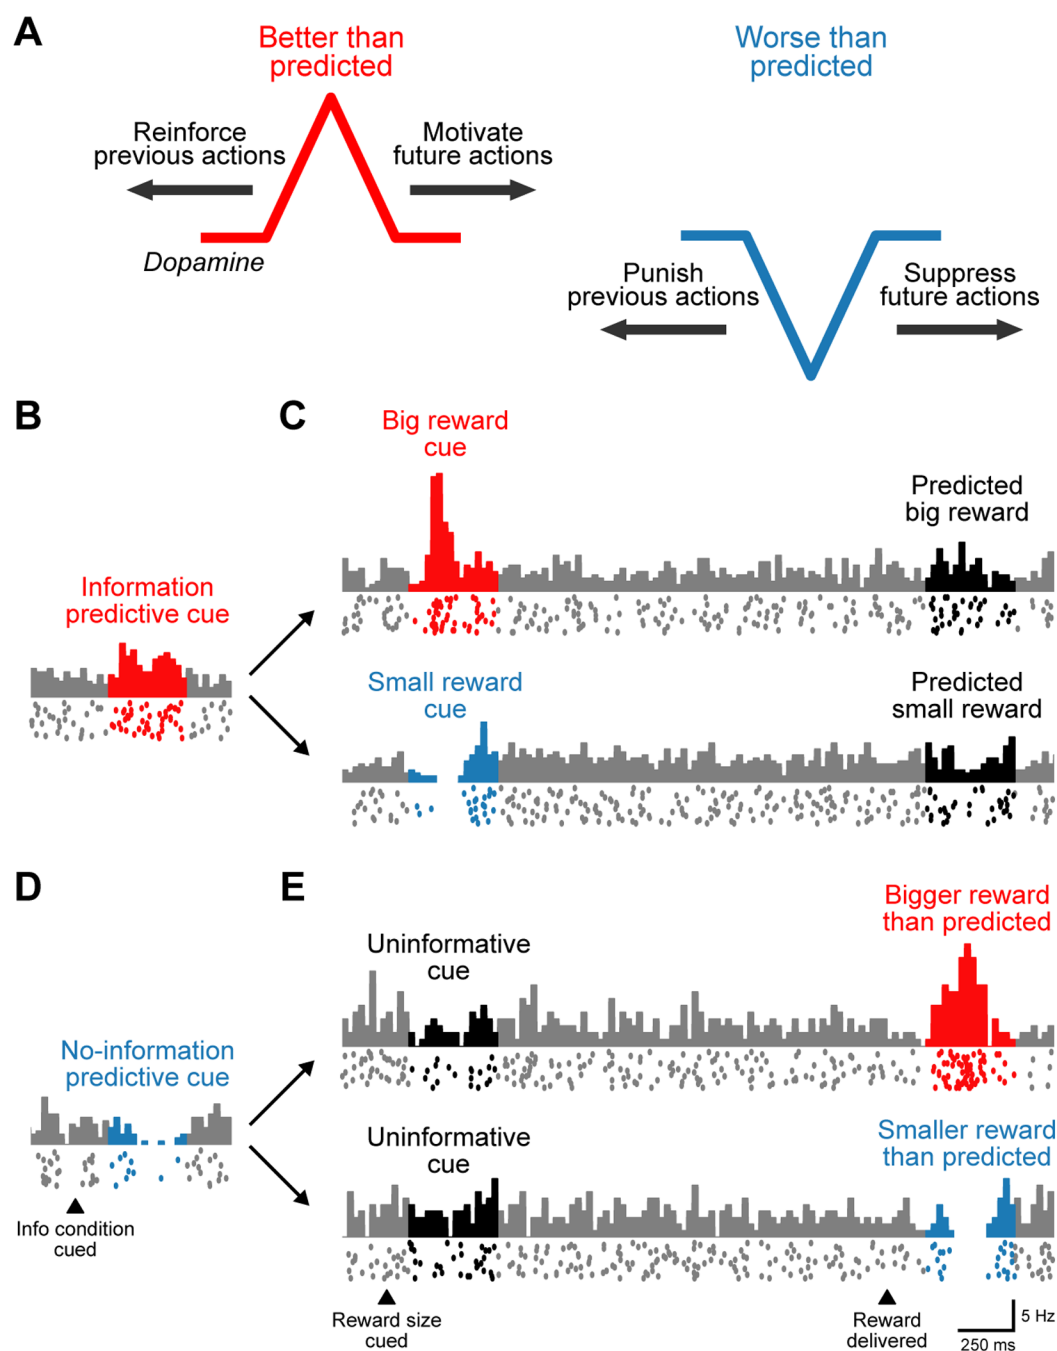 A
Better than
predicted
Worse than
predicted
Reinforce
previous actions
Motivate
future actions
Dopamine
Punish
previous actions
Suppress
future actions
B
C
Big reward
cue
Predicted
big reward
Information
predictive cue
Small reward
cue
Predicted
small reward
D
E
Bigger reward
than predicted
Uninformative
cue
No-information
predictive cue
Uninformative
cue
Smaller reward
than predicted
Info condition
cued
Reward size
cued
Reward
delivered
5 Hz
250 ms